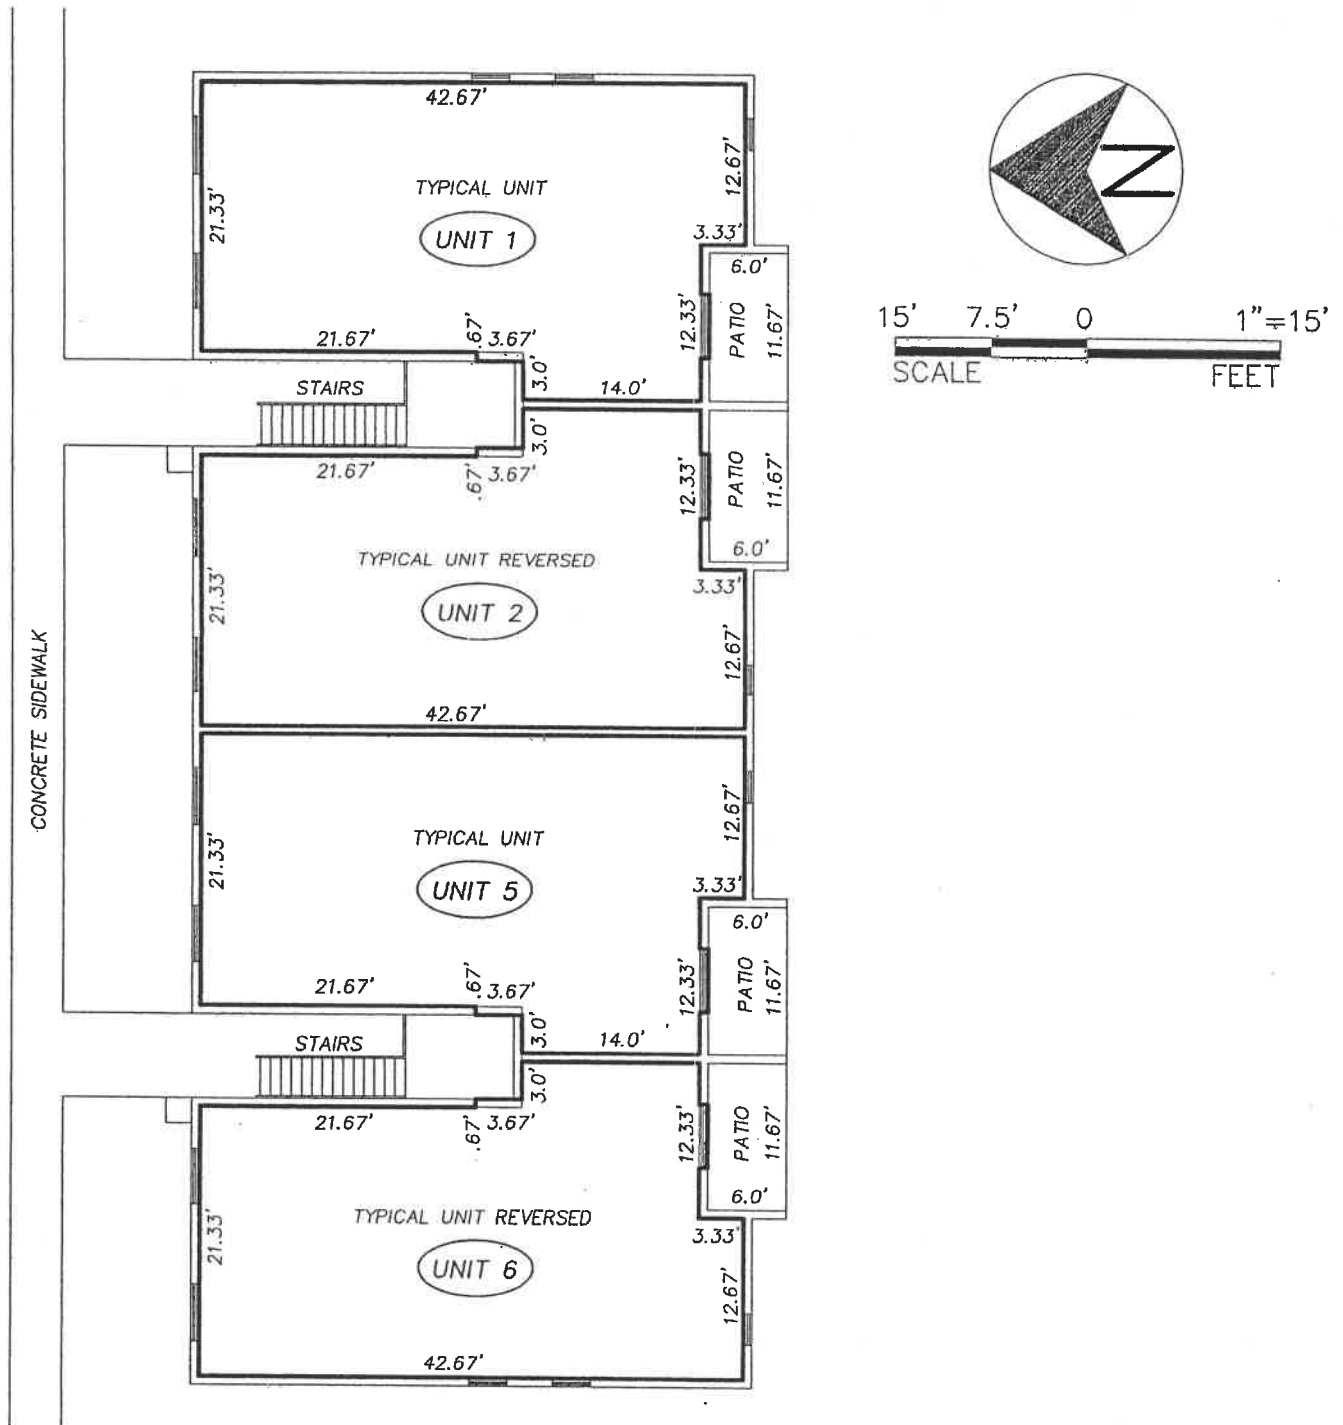 42.67'
12.67'
21.33'
TYPICAL UNIT
UNIT 1
3.33'
6.0'
12.33'
PATIO
11.67'
21.67'
.67'
3.67'
3.0'
14.0'
STAIRS
3.0'
21.67'
.67'
3.67'
12.33'
PATIO
11.67'
6.0'
3.33'
TYPICAL UNIT REVERSED
UNIT 2
21.33'
12.67'
42.67'
CONCRETE SIDEWALK
12.67'
21.33'
TYPICAL UNIT
UNIT 5
3.33'
6.0'
12.33'
PATIO
11.67'
21.67'
.67'
3.67'
3.0'
14.0'
STAIRS
3.0'
21.67'
.67'
3.67'
12.33'
PATIO
11.67'
6.0'
3.33'
TYPICAL UNIT REVERSED
UNIT 6
21.33'
12.67'
42.67'
N
15' 7.5' 0 1"=15'
SCALE FEET